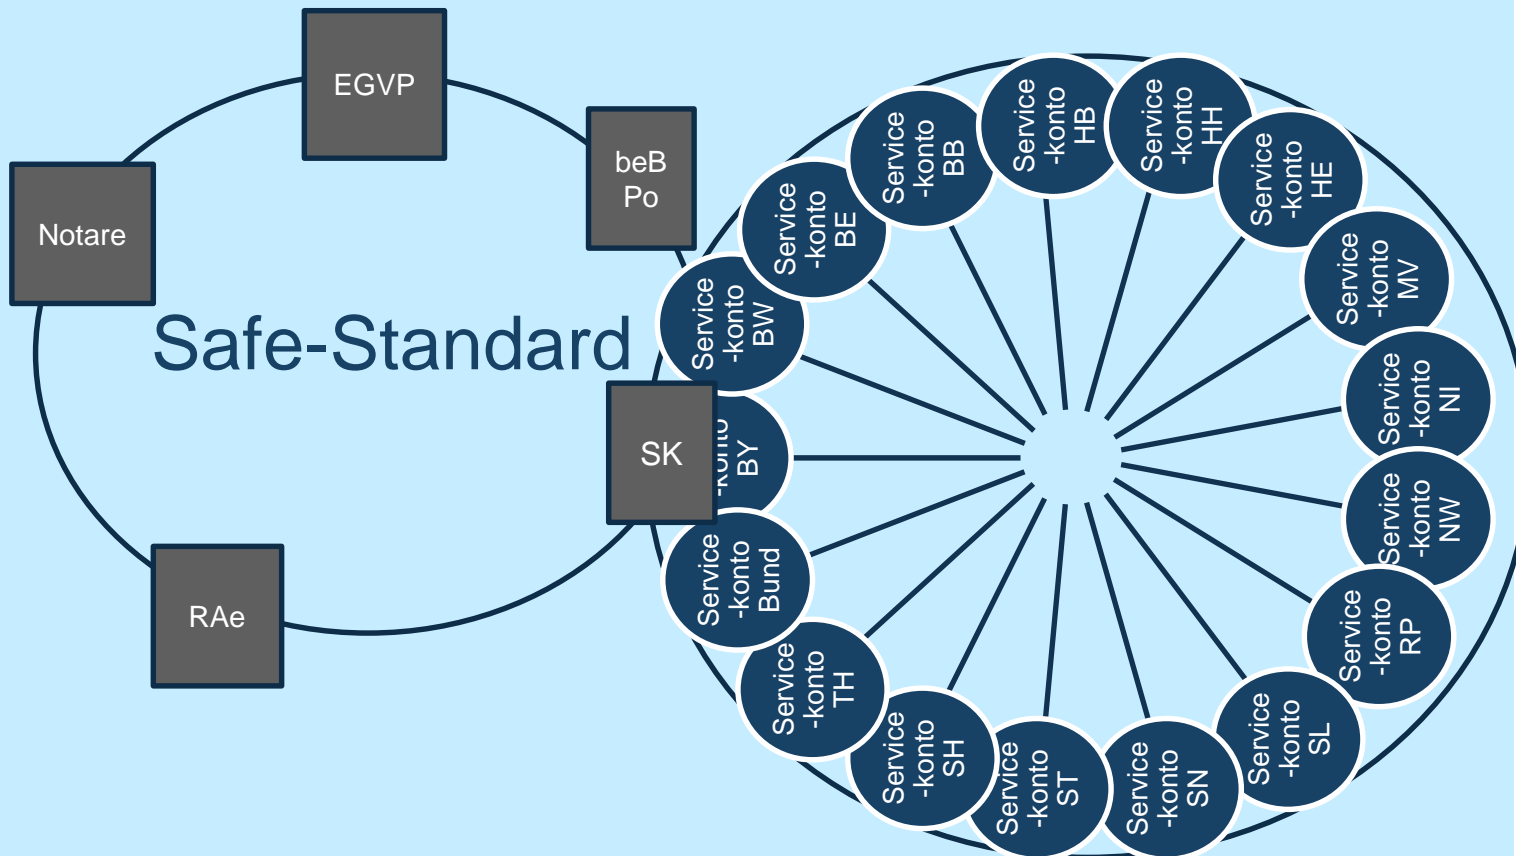 EGVP
beB
Po
Notare
Safe-Standard
SK
RAe
Service
-konto
BW
Service
-konto
BE
Service
-konto
BB
Service
-konto
HB
Service
-konto
HH
Service
-konto
HE
Service
-konto
MV
Service
-konto
NI
Service
-konto
NW
Service
-konto
RP
Service
-konto
SL
Service
-konto
SN
Service
-konto
ST
Service
-konto
SH
Service
-konto
TH
Service
-konto
Bund
-konto
BY